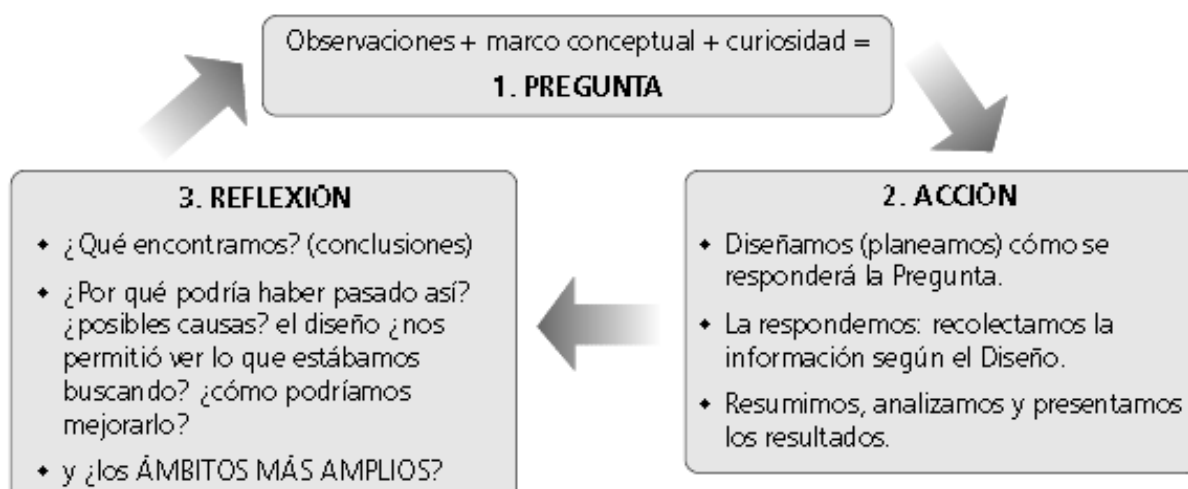 Observaciones + marco conceptual + curiosidad =
1. PREGUNTA
2. ACCIÓN
◆ Diseñamos (planeamos) cómo se
responderá la Pregunta.
◆ La respondemos: recolectamos la
información según el Diseño.
◆ Resumimos, analizamos y presentamos
los resultados.
3. REFLEXIÓN
◆ ¿Qué encontramos? (conclusiones)
◆ ¿Por qué podría haber pasado así?
¿posibles causas? el diseño ¿nos
permitió ver lo que estábamos
buscando? ¿cómo podríamos
mejorarlo?
◆ y ¿los ÁMBITOS MÁS AMPLIOS?